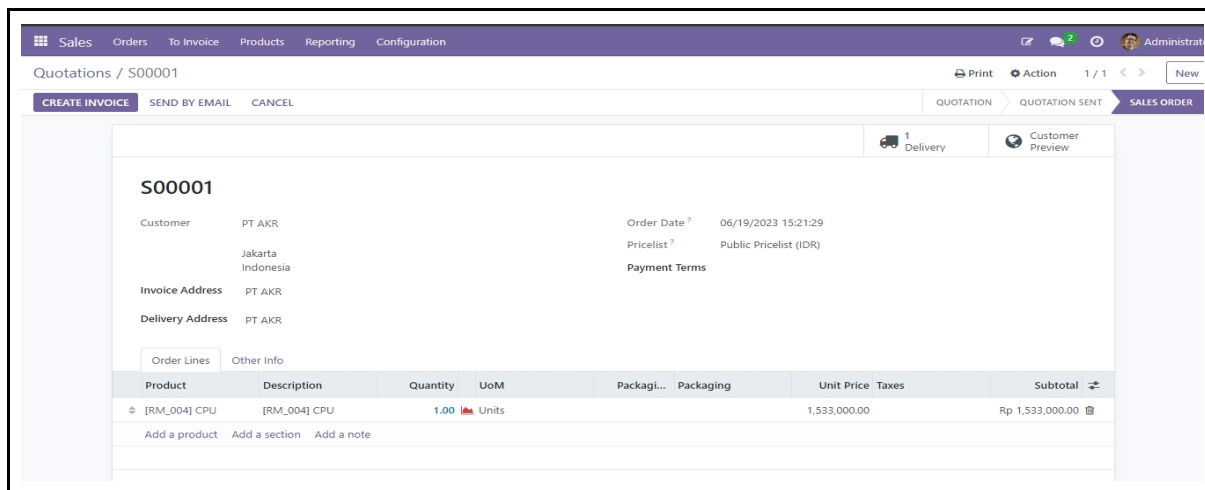 Sales Orders To Invoice Products Reporting Configuration 2 Administrat
Quotations / S00001 Print Action 1 / 1 New
CREATE INVOICE SEND BY EMAIL CANCEL QUOTATION QUOTATION SENT SALES ORDER
1 Delivery Customer Preview
S00001
Customer PT AKR Order Date ? 06/19/2023 15:21:29
Pricelist ? Public Pricelist (IDR)
Jakarta
Indonesia Payment Terms
Invoice Address PT AKR
Delivery Address PT AKR
Order Lines Other Info
Product Description Quantity UoM Packagi... Packaging Unit Price Taxes Subtotal
[RM_004] CPU [RM_004] CPU 1.00 Units 1,533,000.00 Rp 1,533,000.00
Add a product Add a section Add a note